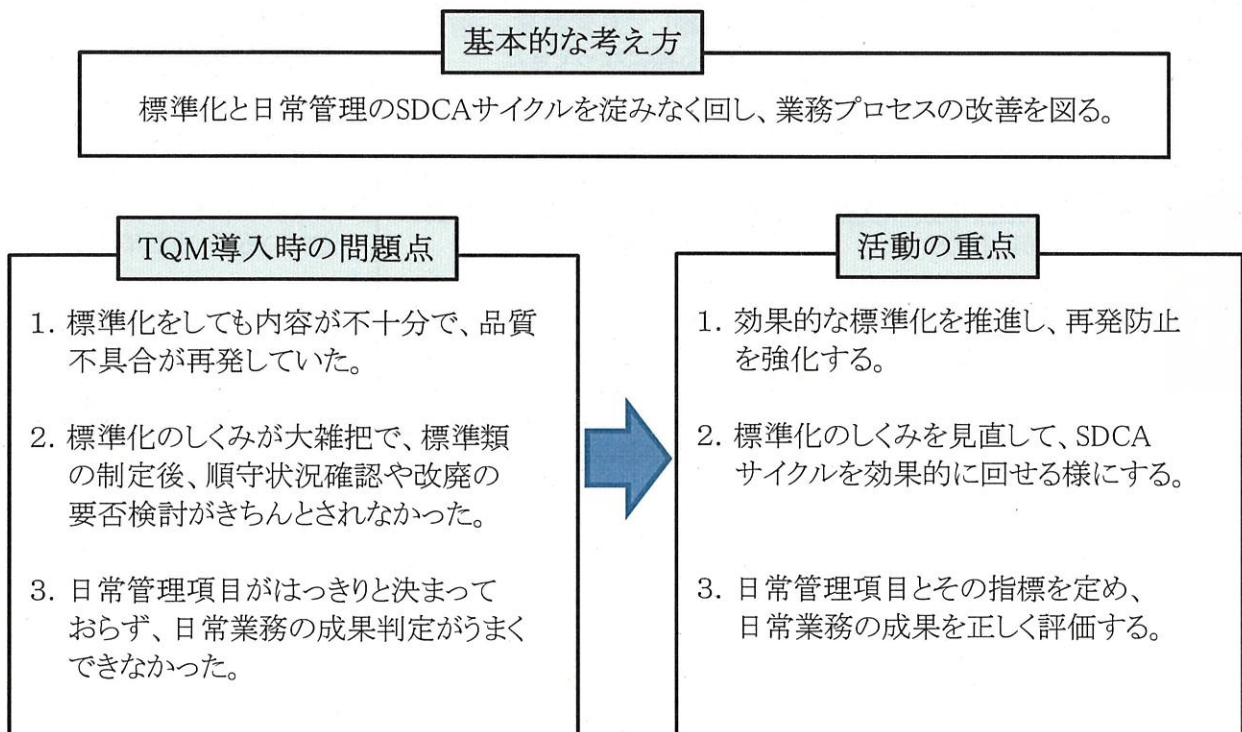 基本的な考え方
標準化と日常管理のSDCAサイクルを淀みなく回し、業務プロセスの改善を図る。
TQM導入時の問題点
1. 標準化をしても内容が不十分で、品質
不具合が再発していた。
2. 標準化のしくみが大雑把で、標準類
の制定後、順守状況確認や改廃の
要否検討がきちんとされなかった。
3. 日常管理項目がはっきりと決まって
おらず、日常業務の成果判定がうまく
できなかった。
活動の重点
1. 効果的な標準化を推進し、再発防止
を強化する。
2. 標準化のしくみを見直して、SDCA
サイクルを効果的に回せる様にする。
3. 日常管理項目とその指標を定め、
日常業務の成果を正しく評価する。